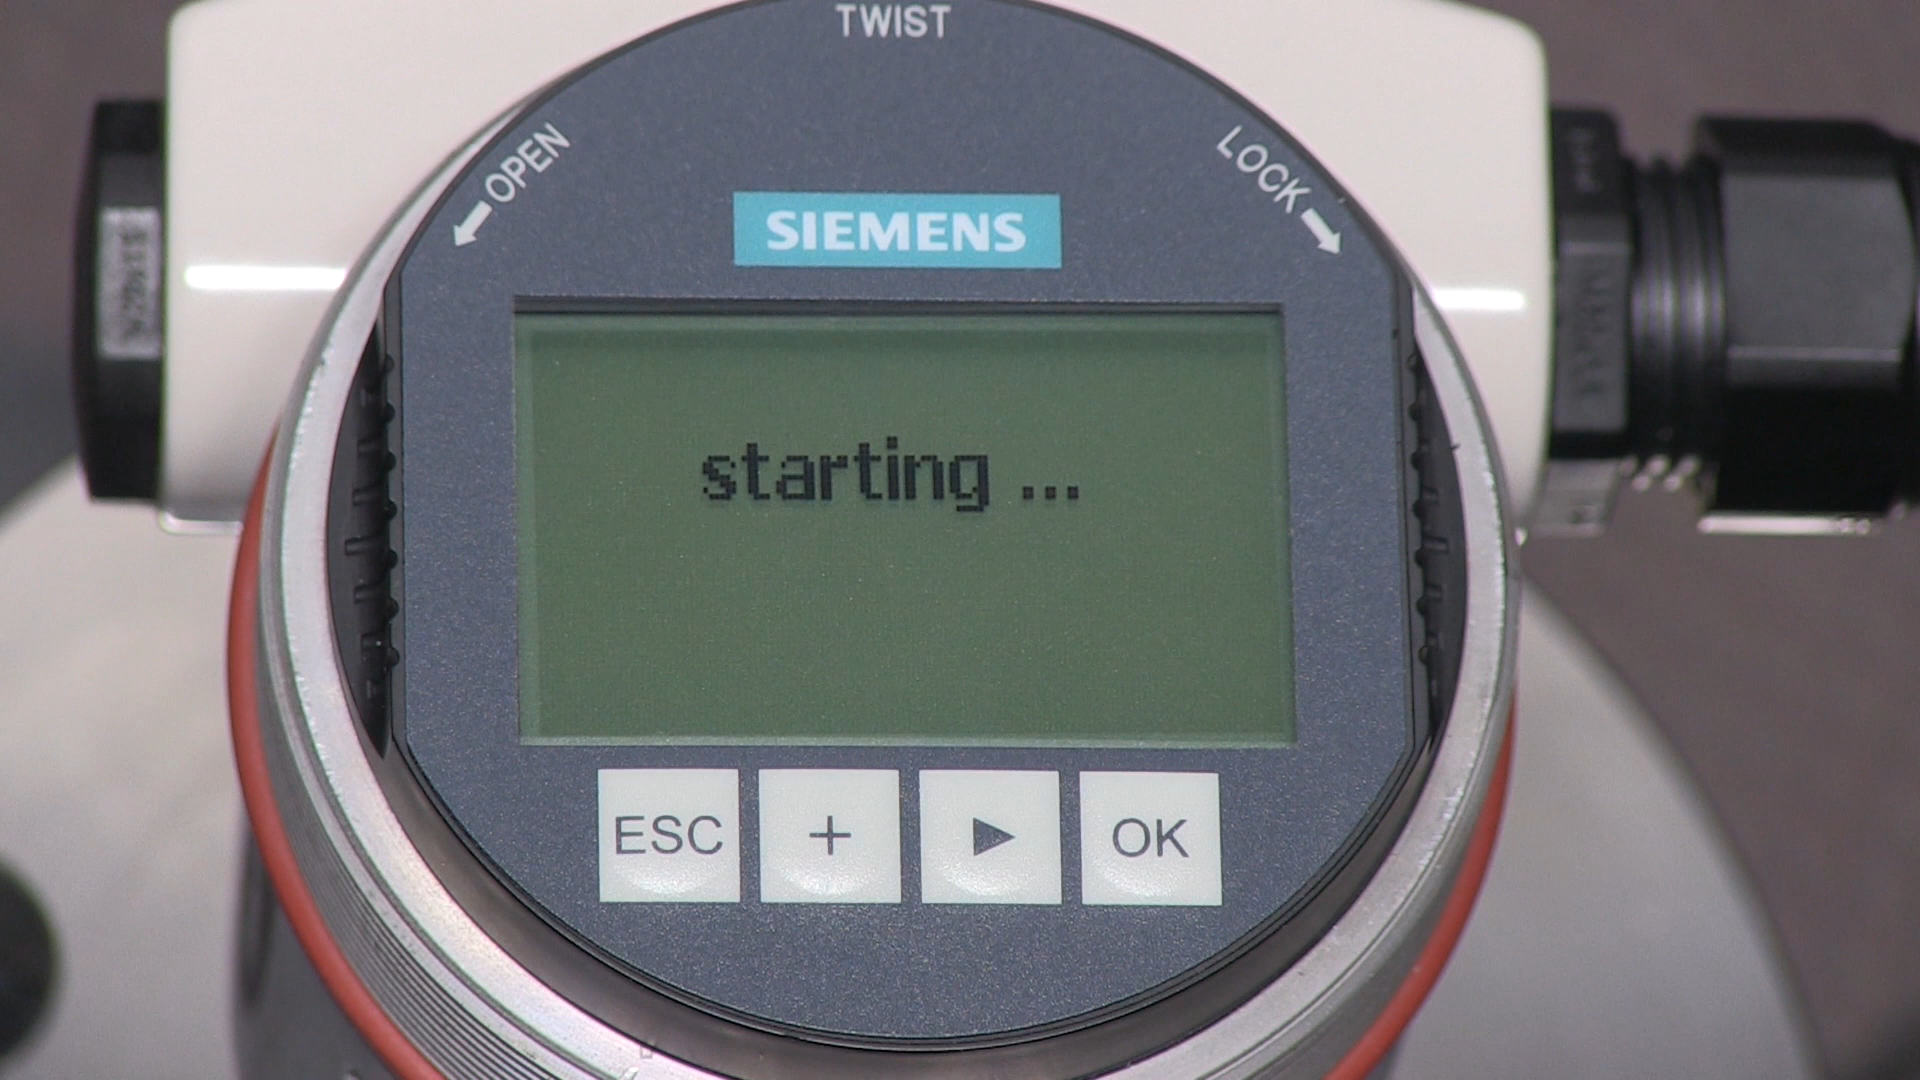 TWIST
OPEN
LOCK
SIEMENS
starting ...
ESC
+
OK